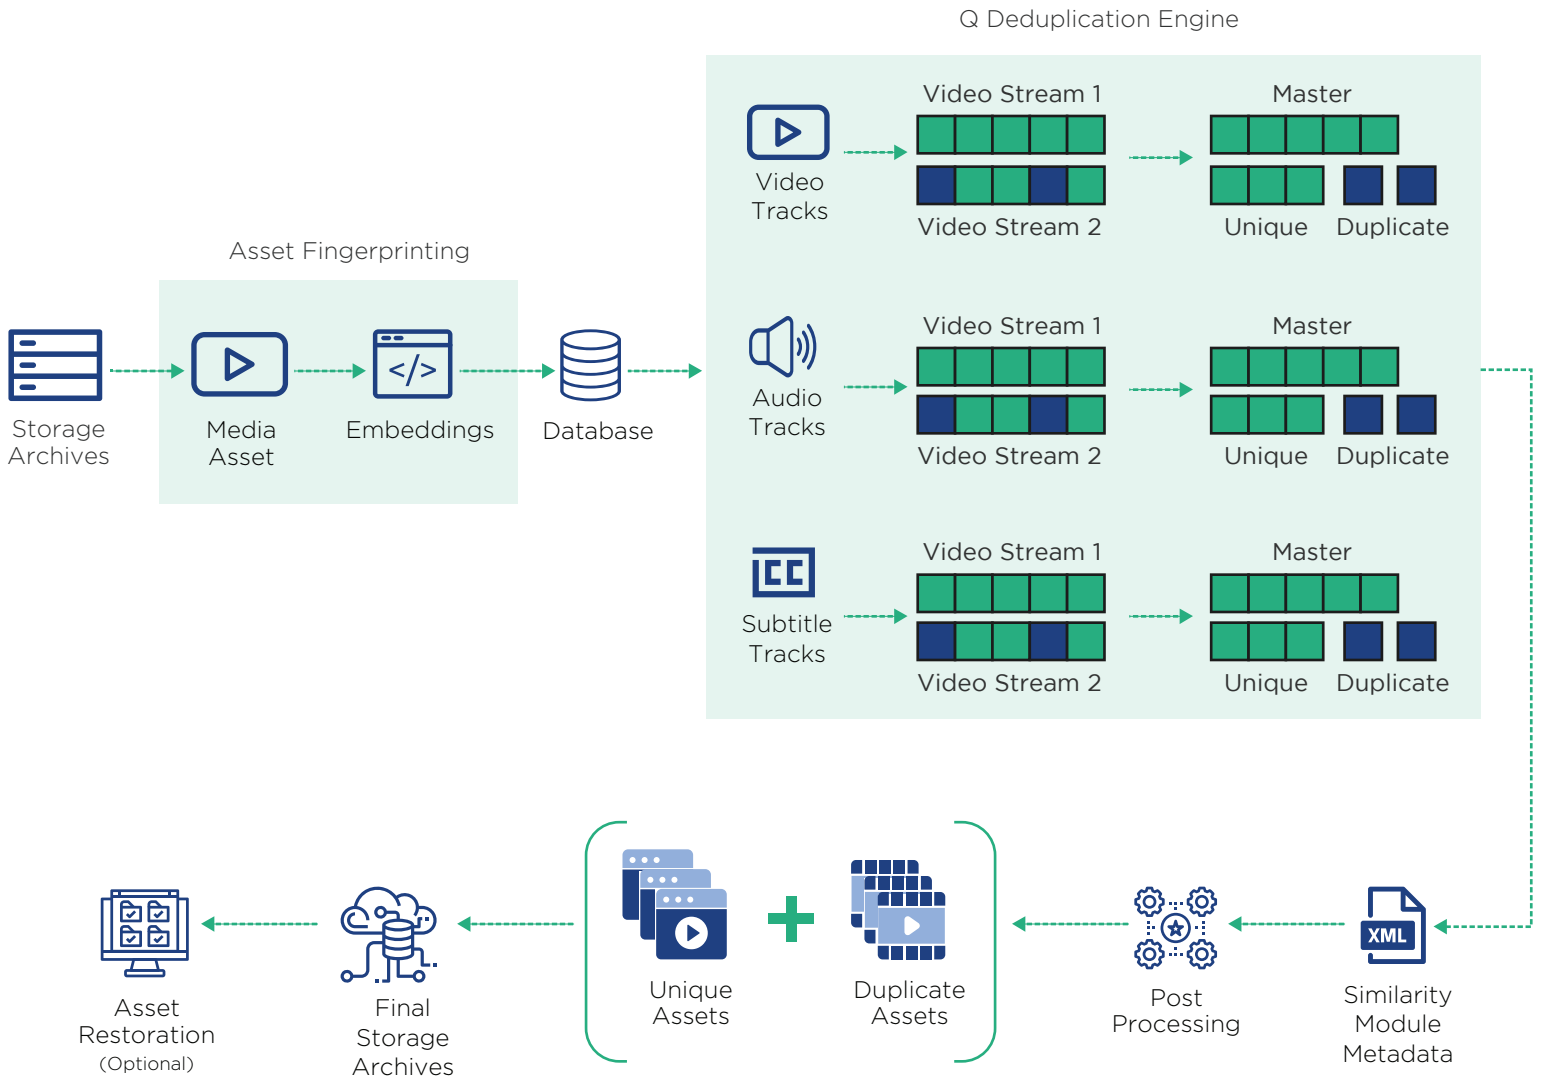 Q Deduplication Engine
Video Stream 1
Master
Video
Tracks
Video Stream 2
Unique
Duplicate
Asset Fingerprinting
Storage
Archives
Media
Asset
</>
Embeddings
Database
Video Stream 1
Master
Audio
Tracks
Video Stream 2
Unique
Duplicate
Video Stream 1
Master
CC
Subtitle
Tracks
Video Stream 2
Unique
Duplicate
XML
Similarity
Module
Metadata
Post
Processing
Unique
Assets
Duplicate
Assets
Final
Storage
Archives
Asset
Restoration
(Optional)